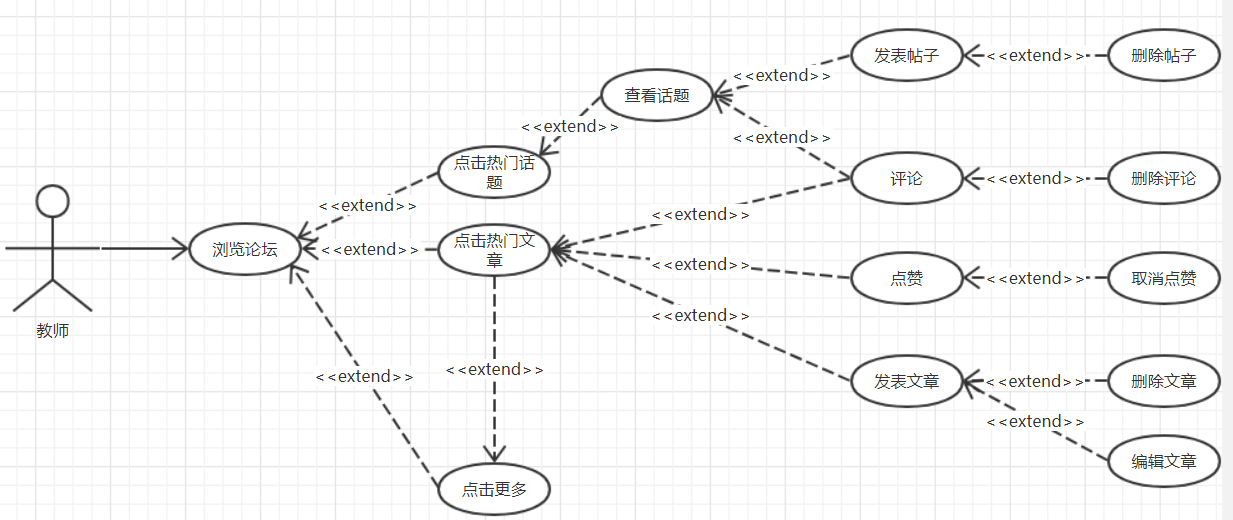 发表帖子
<<extend>>
删除帖子
<<extend>>
查看话题
<<extend>>
<<extend>>
点击热门话
题
评论
<<extend>>
删除评论
<<extend>>
<<extend>>
浏览论坛
<<extend>>
点击热门文
章
<<extend>>
点赞
<<extend>>
取消点赞
<<extend>>
教师
<<extend>>
<<extend>>
发表文章
<<extend>>
删除文章
<<extend>>
点击更多
编辑文章